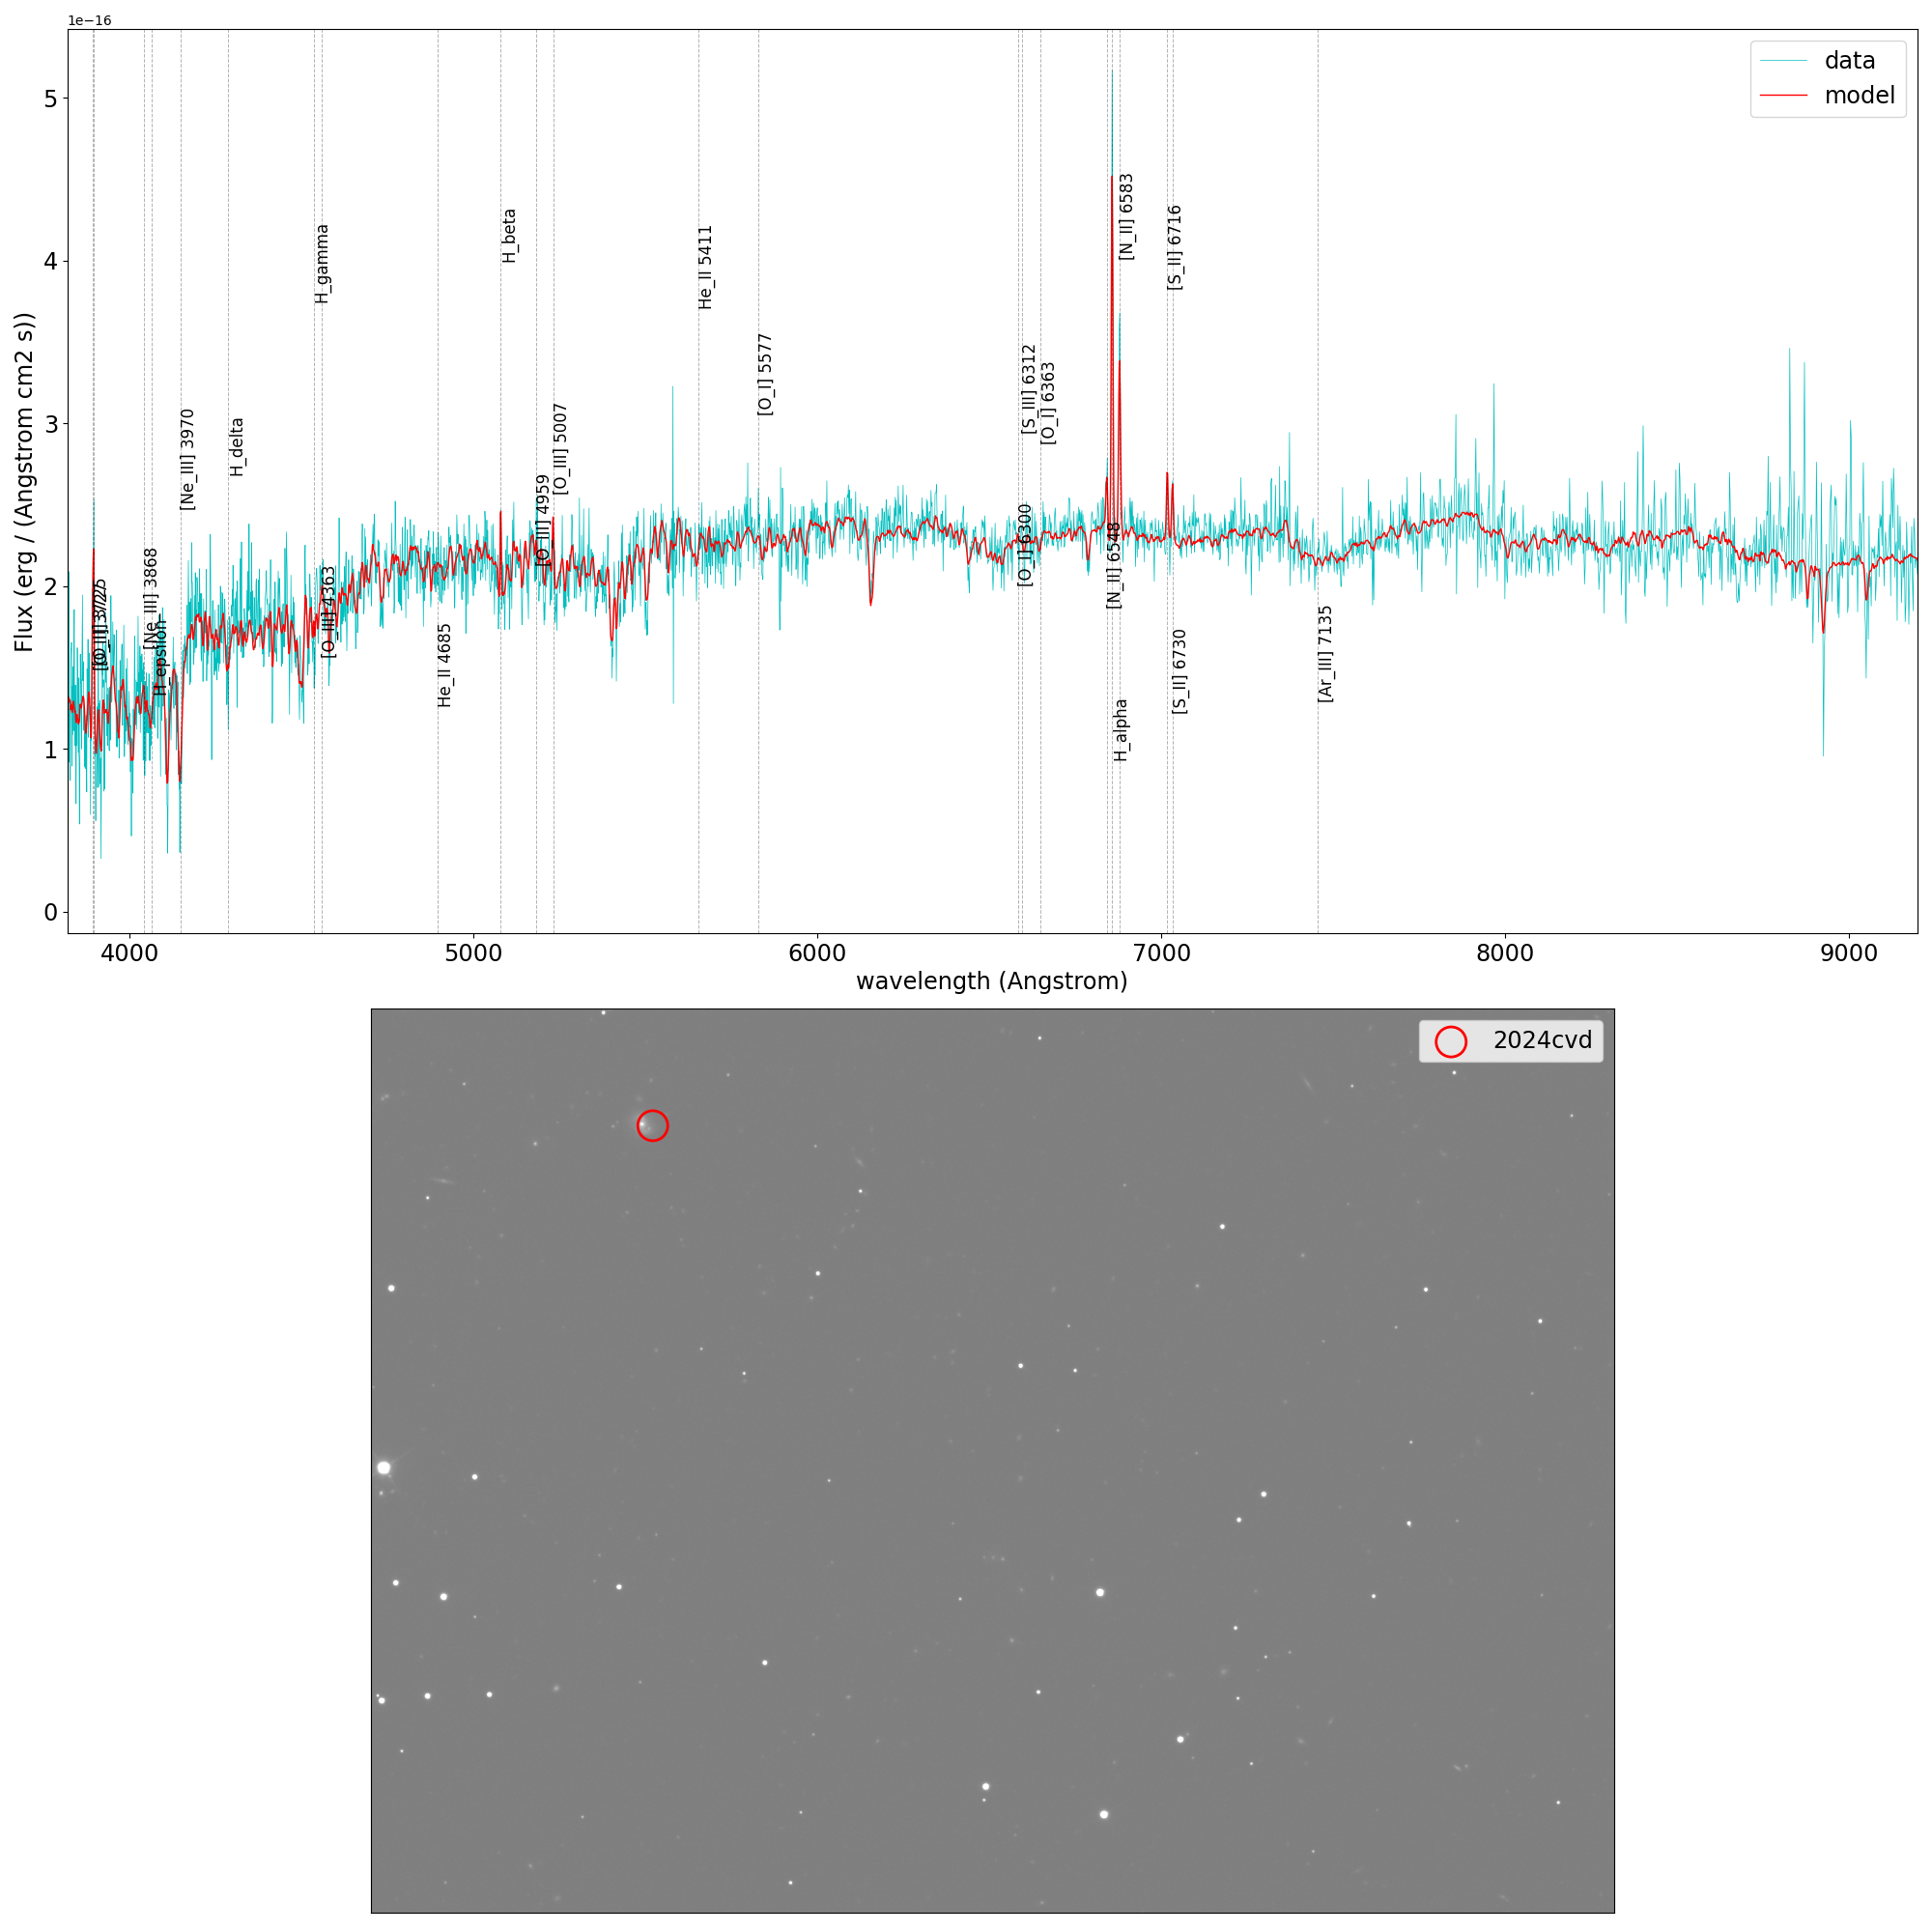 1e−16
data
model
Flux (erg / (Angstrom cm2 s))
5
4
3
2
1
0
[Ne_III] 3868
H_epsilon
[Ne_III] 3970
H_delta
H_gamma
[O_III] 4363
He_II 4685
H_beta
[O_III] 4959
[O_III] 5007
He_II 5411
[O_I] 5577
[O_I] 6300
[S_III] 6312
[O_I] 6363
[N_II] 6548
H_alpha
[N_II] 6583
[S_II] 6716
[S_II] 6730
[Ar_III] 7135
4000 5000 6000 7000 8000 9000
wavelength (Angstrom)
2024cvd